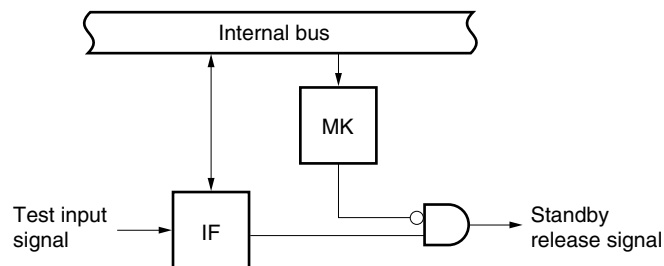 Internal bus
MK
Test input
signal
IF
Standby
release signal